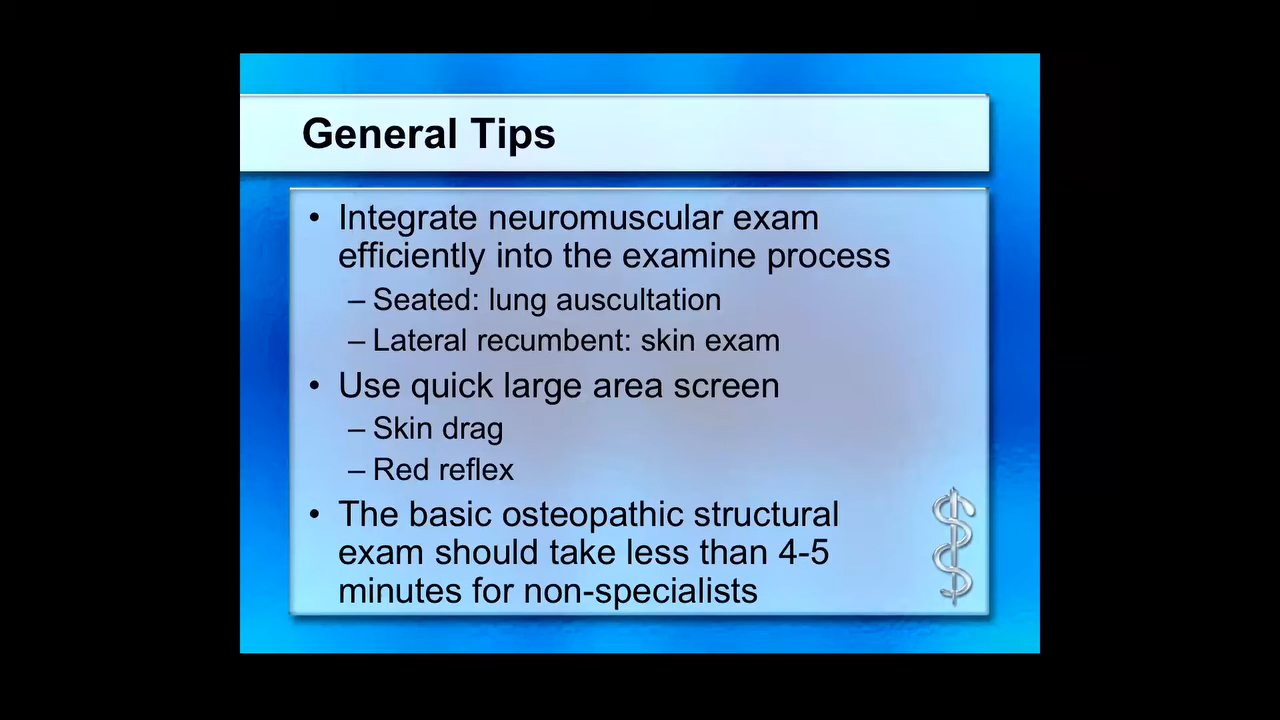 General Tips
• Integrate neuromuscular exam
efficiently into the examine process
– Seated: lung auscultation
– Lateral recumbent: skin exam
• Use quick large area screen
– Skin drag
– Red reflex
• The basic osteopathic structural
exam should take less than 4-5
minutes for non-specialists